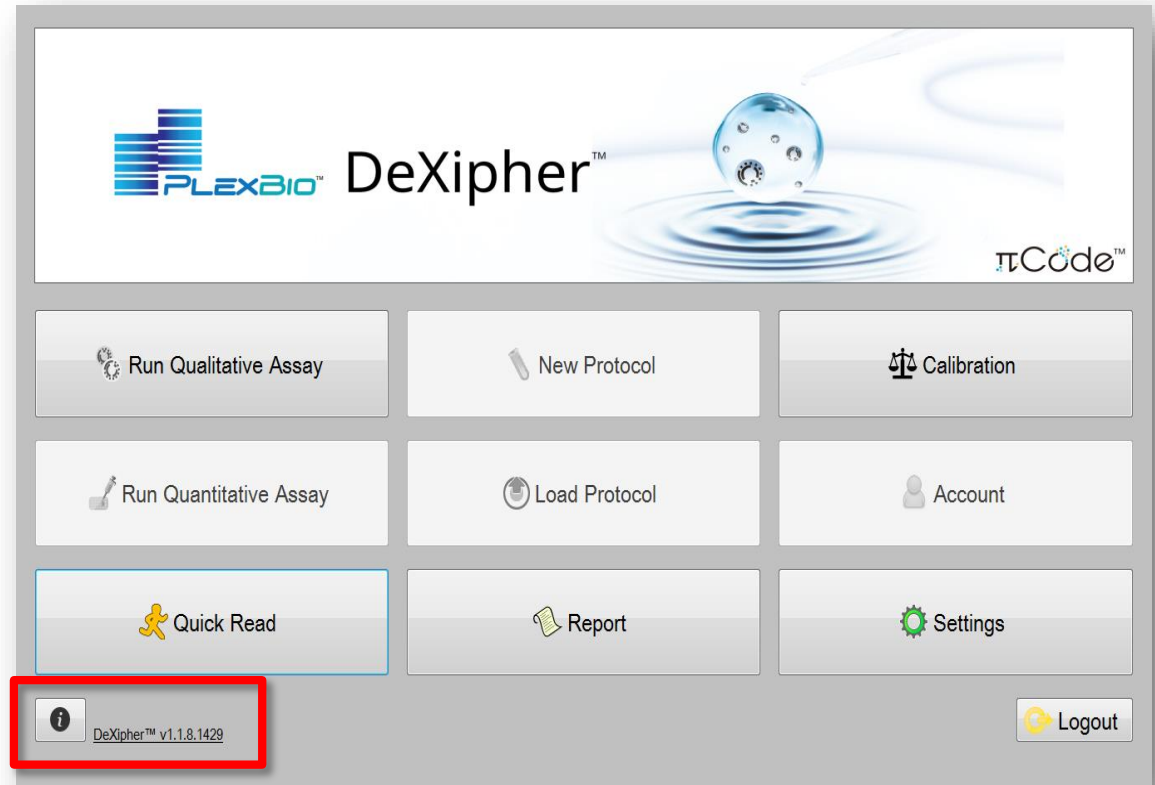 PLEXBIO™ DeXipher™
πCode™
Run Qualitative Assay
New Protocol
Calibration
Run Quantitative Assay
Load Protocol
Account
Quick Read
Report
Settings
i
DeXipher™ v1.1.8.1429
Logout